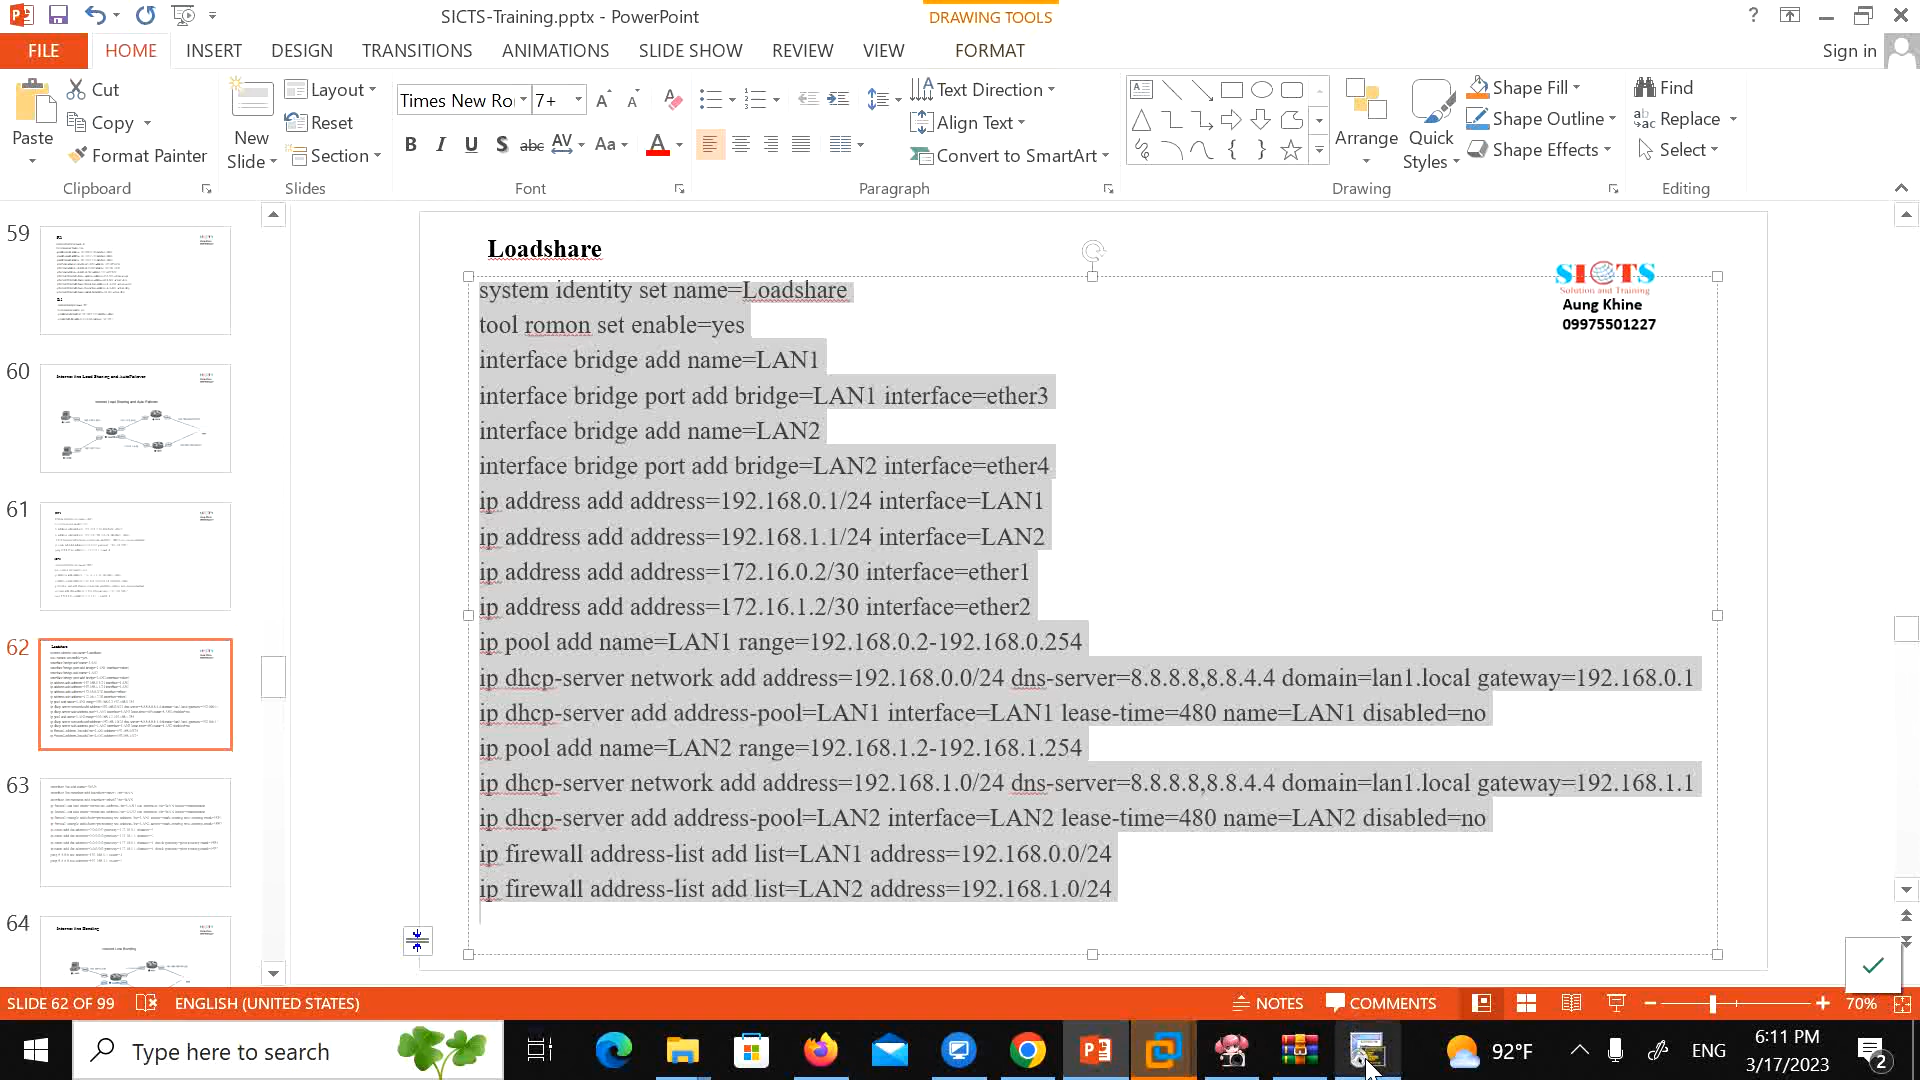 SICTS-Training.pptx - PowerPoint
DRAWING TOOLS
?
FILE
HOME
INSERT
DESIGN
TRANSITIONS
ANIMATIONS
SLIDE SHOW
REVIEW
VIEW
FORMAT
Sign in
Paste
Cut
Copy
Format Painter
Clipboard
New
Slide
Layout
Reset
Section
Slides
Times New Ro
7+
B I U S abc AV Aa A
Font
Text Direction
Align Text
Convert to SmartArt
Paragraph
Arrange
Quick
Styles
Shape Fill
Shape Outline
Shape Effects
Drawing
Find
Replace
Select
Editing
59
60
61
62
63
64
Loadshare
SICTS
Solution and Training
Aung Khine
09975501227
system identity set name=Loadshare
tool romon set enable=yes
interface bridge add name=LAN1
interface bridge port add bridge=LAN1 interface=ether3
interface bridge add name=LAN2
interface bridge port add bridge=LAN2 interface=ether4
ip address add address=192.168.0.1/24 interface=LAN1
ip address add address=192.168.1.1/24 interface=LAN2
ip address add address=172.16.0.2/30 interface=ether1
ip address add address=172.16.1.2/30 interface=ether2
ip pool add name=LAN1 range=192.168.0.2-192.168.0.254
ip dhcp-server network add address=192.168.0.0/24 dns-server=8.8.8.8,8.8.4.4 domain=lan1.local gateway=192.168.0.1
ip dhcp-server add address-pool=LAN1 interface=LAN1 lease-time=480 name=LAN1 disabled=no
ip pool add name=LAN2 range=192.168.1.2-192.168.1.254
ip dhcp-server network add address=192.168.1.0/24 dns-server=8.8.8.8,8.8.4.4 domain=lan1.local gateway=192.168.1.1
ip dhcp-server add address-pool=LAN2 interface=LAN2 lease-time=480 name=LAN2 disabled=no
ip firewall address-list add list=LAN1 address=192.168.0.0/24
ip firewall address-list add list=LAN2 address=192.168.1.0/24
SLIDE 62 OF 99
ENGLISH (UNITED STATES)
NOTES
COMMENTS
70%
Type here to search
92°F
ENG
6:11 PM
3/17/2023
2